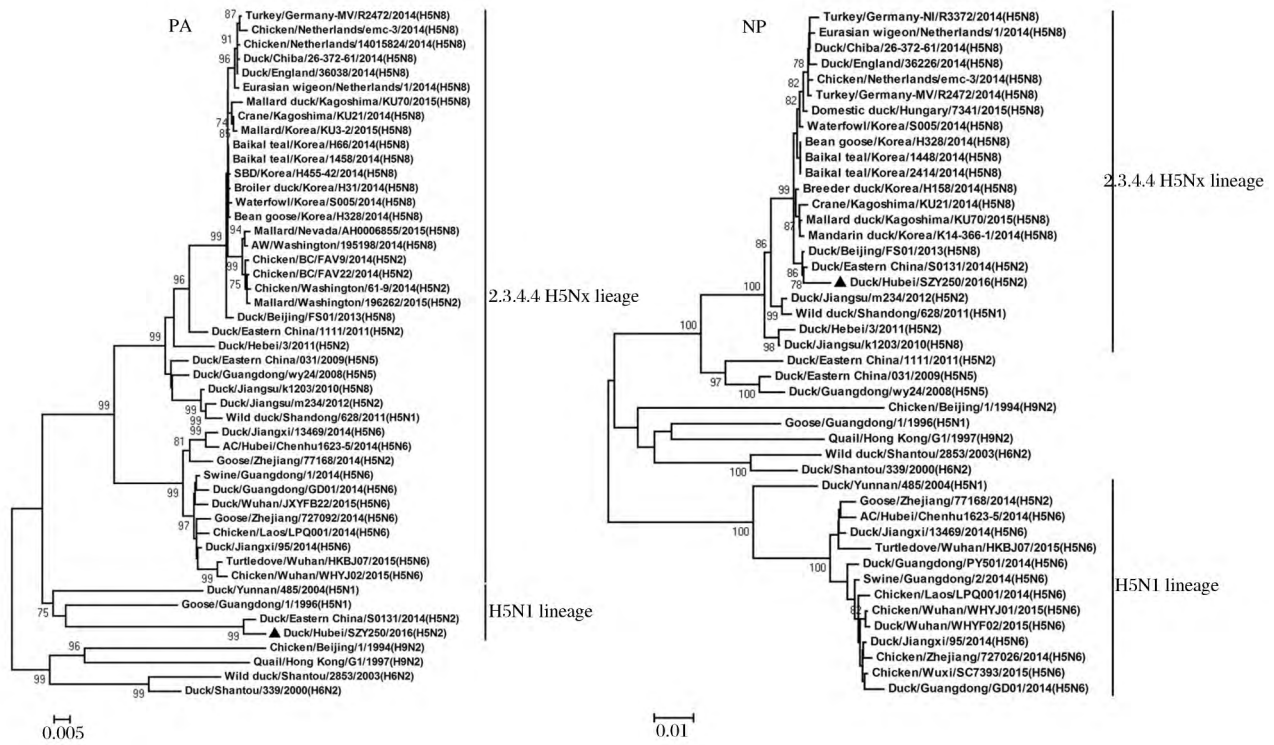 PA
87
Turkey/Germany-MV/R2472/2014(H5N8)
Chicken/Netherlands/emc-3/2014(H5N8)
91
Chicken/Netherlands/14015824/2014(H5N8)
96
Duck/Chiba/26-372-61/2014(H5N8)
Duck/England/36038/2014(H5N8)
Eurasian wigeon/Netherlands/1/2014(H5N8)
Mallard duck/Kagoshima/KU70/2015(H5N8)
Crane/Kagoshima/KU21/2014(H5N8)
74
Mallard/Korea/KU3-2/2015(H5N8)
Baikal teal/Korea/H66/2014(H5N8)
Baikal teal/Korea/1458/2014(H5N8)
SBD/Korea/H455-42/2014(H5N8)
Broiler duck/Korea/H31/2014(H5N8)
Waterfowl/Korea/S005/2014(H5N8)
Bean goose/Korea/H328/2014(H5N8)
94
Mallard/Nevada/AH0006855/2015(H5N8)
99
AW/Washington/195198/2014(H5N8)
Chicken/BC/FAV9/2014(H5N2)
99
Chicken/BC/FAV22/2014(H5N2)
96
75
Chicken/Washington/61-9/2014(H5N2)
Mallard/Washington/196262/2015(H5N2)
2.3.4.4 H5Nx lieage
Duck/Beijing/FS01/2013(H5N8)
Duck/Eastern China/1111/2011(H5N2)
99
Duck/Hebei/3/2011(H5N2)
Duck/Eastern China/031/2009(H5N5)
Duck/Guangdong/wy24/2008(H5N5)
Duck/Jiangsu/k1203/2010(H5N8)
99
99
Duck/Jiangsu/m234/2012(H5N2)
99
Wild duck/Shandong/628/2011(H5N1)
99
Duck/Jiangxi/13469/2014(H5N6)
81
AC/Hubei/Chenhu1623-5/2014(H5N6)
Goose/Zhejiang/77168/2014(H5N2)
Swine/Guangdong/1/2014(H5N6)
99
Duck/Guangdong/GD01/2014(H5N6)
Duck/Wuhan/JXYFB22/2015(H5N6)
97
Goose/Zhejiang/727092/2014(H5N6)
Chicken/Laos/LPQ001/2014(H5N6)
Duck/Jiangxi/95/2014(H5N6)
Turtledove/Wuhan/HKBJ07/2015(H5N6)
99
Chicken/Wuhan/WHYJ02/2015(H5N6)
Duck/Yunnan/485/2004(H5N1)
75
Goose/Guangdong/1/1996(H5N1)
H5N1 lineage
Duck/Eastern China/S0131/2014(H5N2)
99
Duck/Hubei/SZY250/2016(H5N2)
96
Chicken/Beijing/1/1994(H9N2)
Quail/Hong Kong/G1/1997(H9N2)
99
Wild duck/Shantou/2853/2003(H6N2)
99
Duck/Shantou/339/2000(H6N2)
0.005
NP
Turkey/Germany-NI/R3372/2014(H5N8)
Eurasian wigeon/Netherlands/1/2014(H5N8)
Duck/Chiba/26-372-61/2014(H5N8)
78
Duck/England/36226/2014(H5N8)
82
Chicken/Netherlands/emc-3/2014(H5N8)
82
Turkey/Germany-MV/R2472/2014(H5N8)
Domestic duck/Hungary/7341/2015(H5N8)
Waterfowl/Korea/S005/2014(H5N8)
Bean goose/Korea/H328/2014(H5N8)
Baikal teal/Korea/1448/2014(H5N8)
Baikal teal/Korea/2414/2014(H5N8)
2.3.4.4 H5Nx lineage
99
Breeder duck/Korea/H158/2014(H5N8)
Crane/Kagoshima/KU21/2014(H5N8)
87
Mallard duck/Kagoshima/KU70/2015(H5N8)
Mandarin duck/Korea/K14-366-1/2014(H5N8)
86
Duck/Beijing/FS01/2013(H5N8)
86
Duck/Eastern China/S0131/2014(H5N2)
78
Duck/Hubei/SZY250/2016(H5N2)
100
Duck/Jiangsu/m234/2012(H5N2)
99
Wild duck/Shandong/628/2011(H5N1)
100
Duck/Hebei/3/2011(H5N2)
98
Duck/Jiangsu/k1203/2010(H5N8)
Duck/Eastern China/1111/2011(H5N2)
97
Duck/Eastern China/031/2009(H5N5)
100
Duck/Guangdong/wy24/2008(H5N5)
Chicken/Beijing/1/1994(H9N2)
Goose/Guangdong/1/1996(H5N1)
Quail/Hong Kong/G1/1997(H9N2)
Wild duck/Shantou/2853/2003(H6N2)
100
Duck/Shantou/339/2000(H6N2)
Duck/Yunnan/485/2004(H5N1)
Goose/Zhejiang/77168/2014(H5N2)
AC/Hubei/Chenhu1623-5/2014(H5N6)
100
Duck/Jiangxi/13469/2014(H5N6)
Turtledove/Wuhan/HKBJ07/2015(H5N6)
100
Duck/Guangdong/PY501/2014(H5N6)
Swine/Guangdong/2/2014(H5N6)
H5N1 lineage
Chicken/Laos/LPQ001/2014(H5N6)
Chicken/Wuhan/WHYJ01/2015(H5N6)
Duck/Wuhan/WHYF02/2015(H5N6)
Duck/Jiangxi/95/2014(H5N6)
Chicken/Zhejiang/727026/2014(H5N6)
Chicken/Wuxi/SC7393/2015(H5N6)
Duck/Guangdong/GD01/2014(H5N6)
0.01